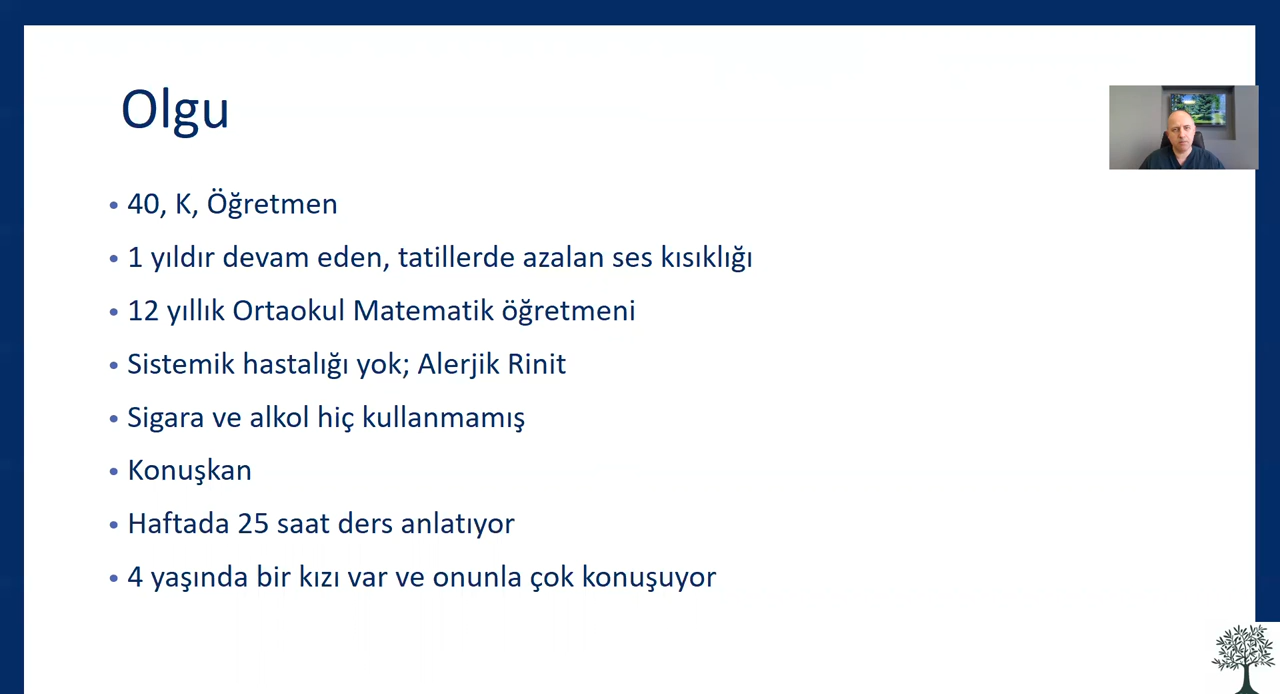 Olgu
• 40, K, Öğretmen
• 1 yıldır devam eden, tatillerde azalan ses kısıklığı
• 12 yıllık Ortaokul Matematik öğretmeni
• Sistemik hastalığı yok; Alerjik Rinit
• Sigara ve alkol hiç kullanmamış
• Konuşkan
• Haftada 25 saat ders anlatıyor
• 4 yaşında bir kızı var ve onunla çok konuşuyor